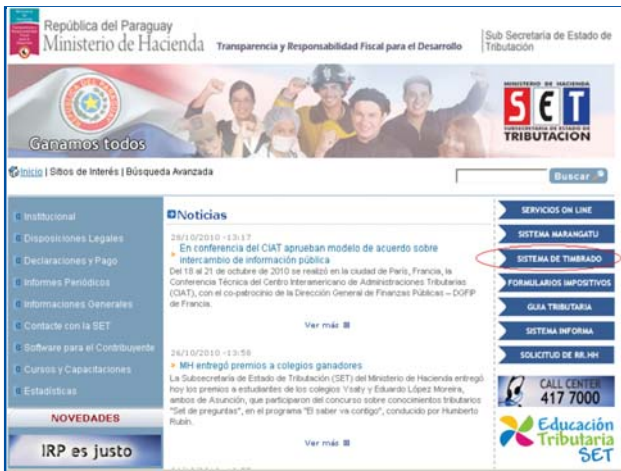 República del Paraguay
Ministerio de Hacienda
Transparencia y Responsabilidad Fiscal para el Desarrollo
Sub Secretaria de Estado de
Tributación
Ganamos todos
MINISTERIO DE HACIENDA
SET
SUBSECRETARIA DE ESTADO DE
TRIBUTACION
Inicio | Sitios de Interés | Búsqueda Avanzada
Buscar
Institucional
Disposiciones Legales
Declaraciones y Pago
Informes Periódicos
Informaciones Generales
Contacte con la SET
Software para el Contribuyente
Cursos y Capacitaciones
Estadísticas
NOVEDADES
IRP es justo
Noticias
28/10/2010 -13:17
En conferencia del CIAT aprueban modelo de acuerdo sobre
intercambio de información pública
Del 18 al 21 de octubre de 2010 se realizó en la ciudad de París, Francia, la
Conferencia Técnica del Centro Interamericano de Administraciones Tributarias
(CIAT), con el co-patrocinio de la Dirección General de Finanzas Públicas – DGFIP
de Francia.
Ver más
26/10/2010 -13:58
MH entregó premios a colegios ganadores
La Subsecretaría de Estado de Tributación (SET) del Ministerio de Hacienda entregó
hoy los premios a estudiantes de los colegios Ysaty y Eduardo López Moreira,
ambos de Asunción, que participaron del concurso sobre conocimientos tributarios
"Set de preguntas", en el programa "El saber va contigo", conducido por Humberto
Rubin.
Ver más
SERVICIOS ON LINE
SISTEMA MARANGATU
SISTEMA DE TIMBRADO
FORMULARIOS IMPOSITIVOS
GUIA TRIBUTARIA
SISTEMA INFORMA
SOLICITUD DE RR.HH
CALL CENTER
417 7000
Educación
Tributaria
SET